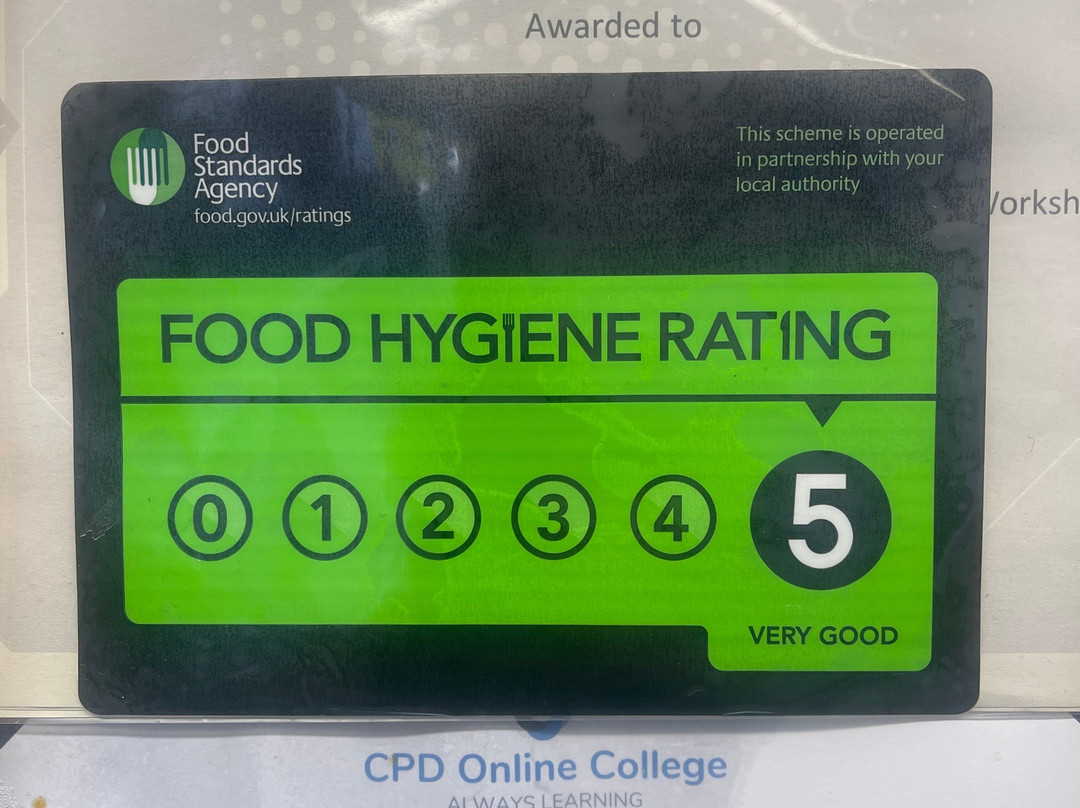 Awarded to
Food
Standards
Agency
food.gov.uk/ratings
This scheme is operated
in partnership with your
local authority
FOOD HYGIENE RATING
0 1 2 3 4 5
VERY GOOD
CPD Online College
ALWAYS LEARNING